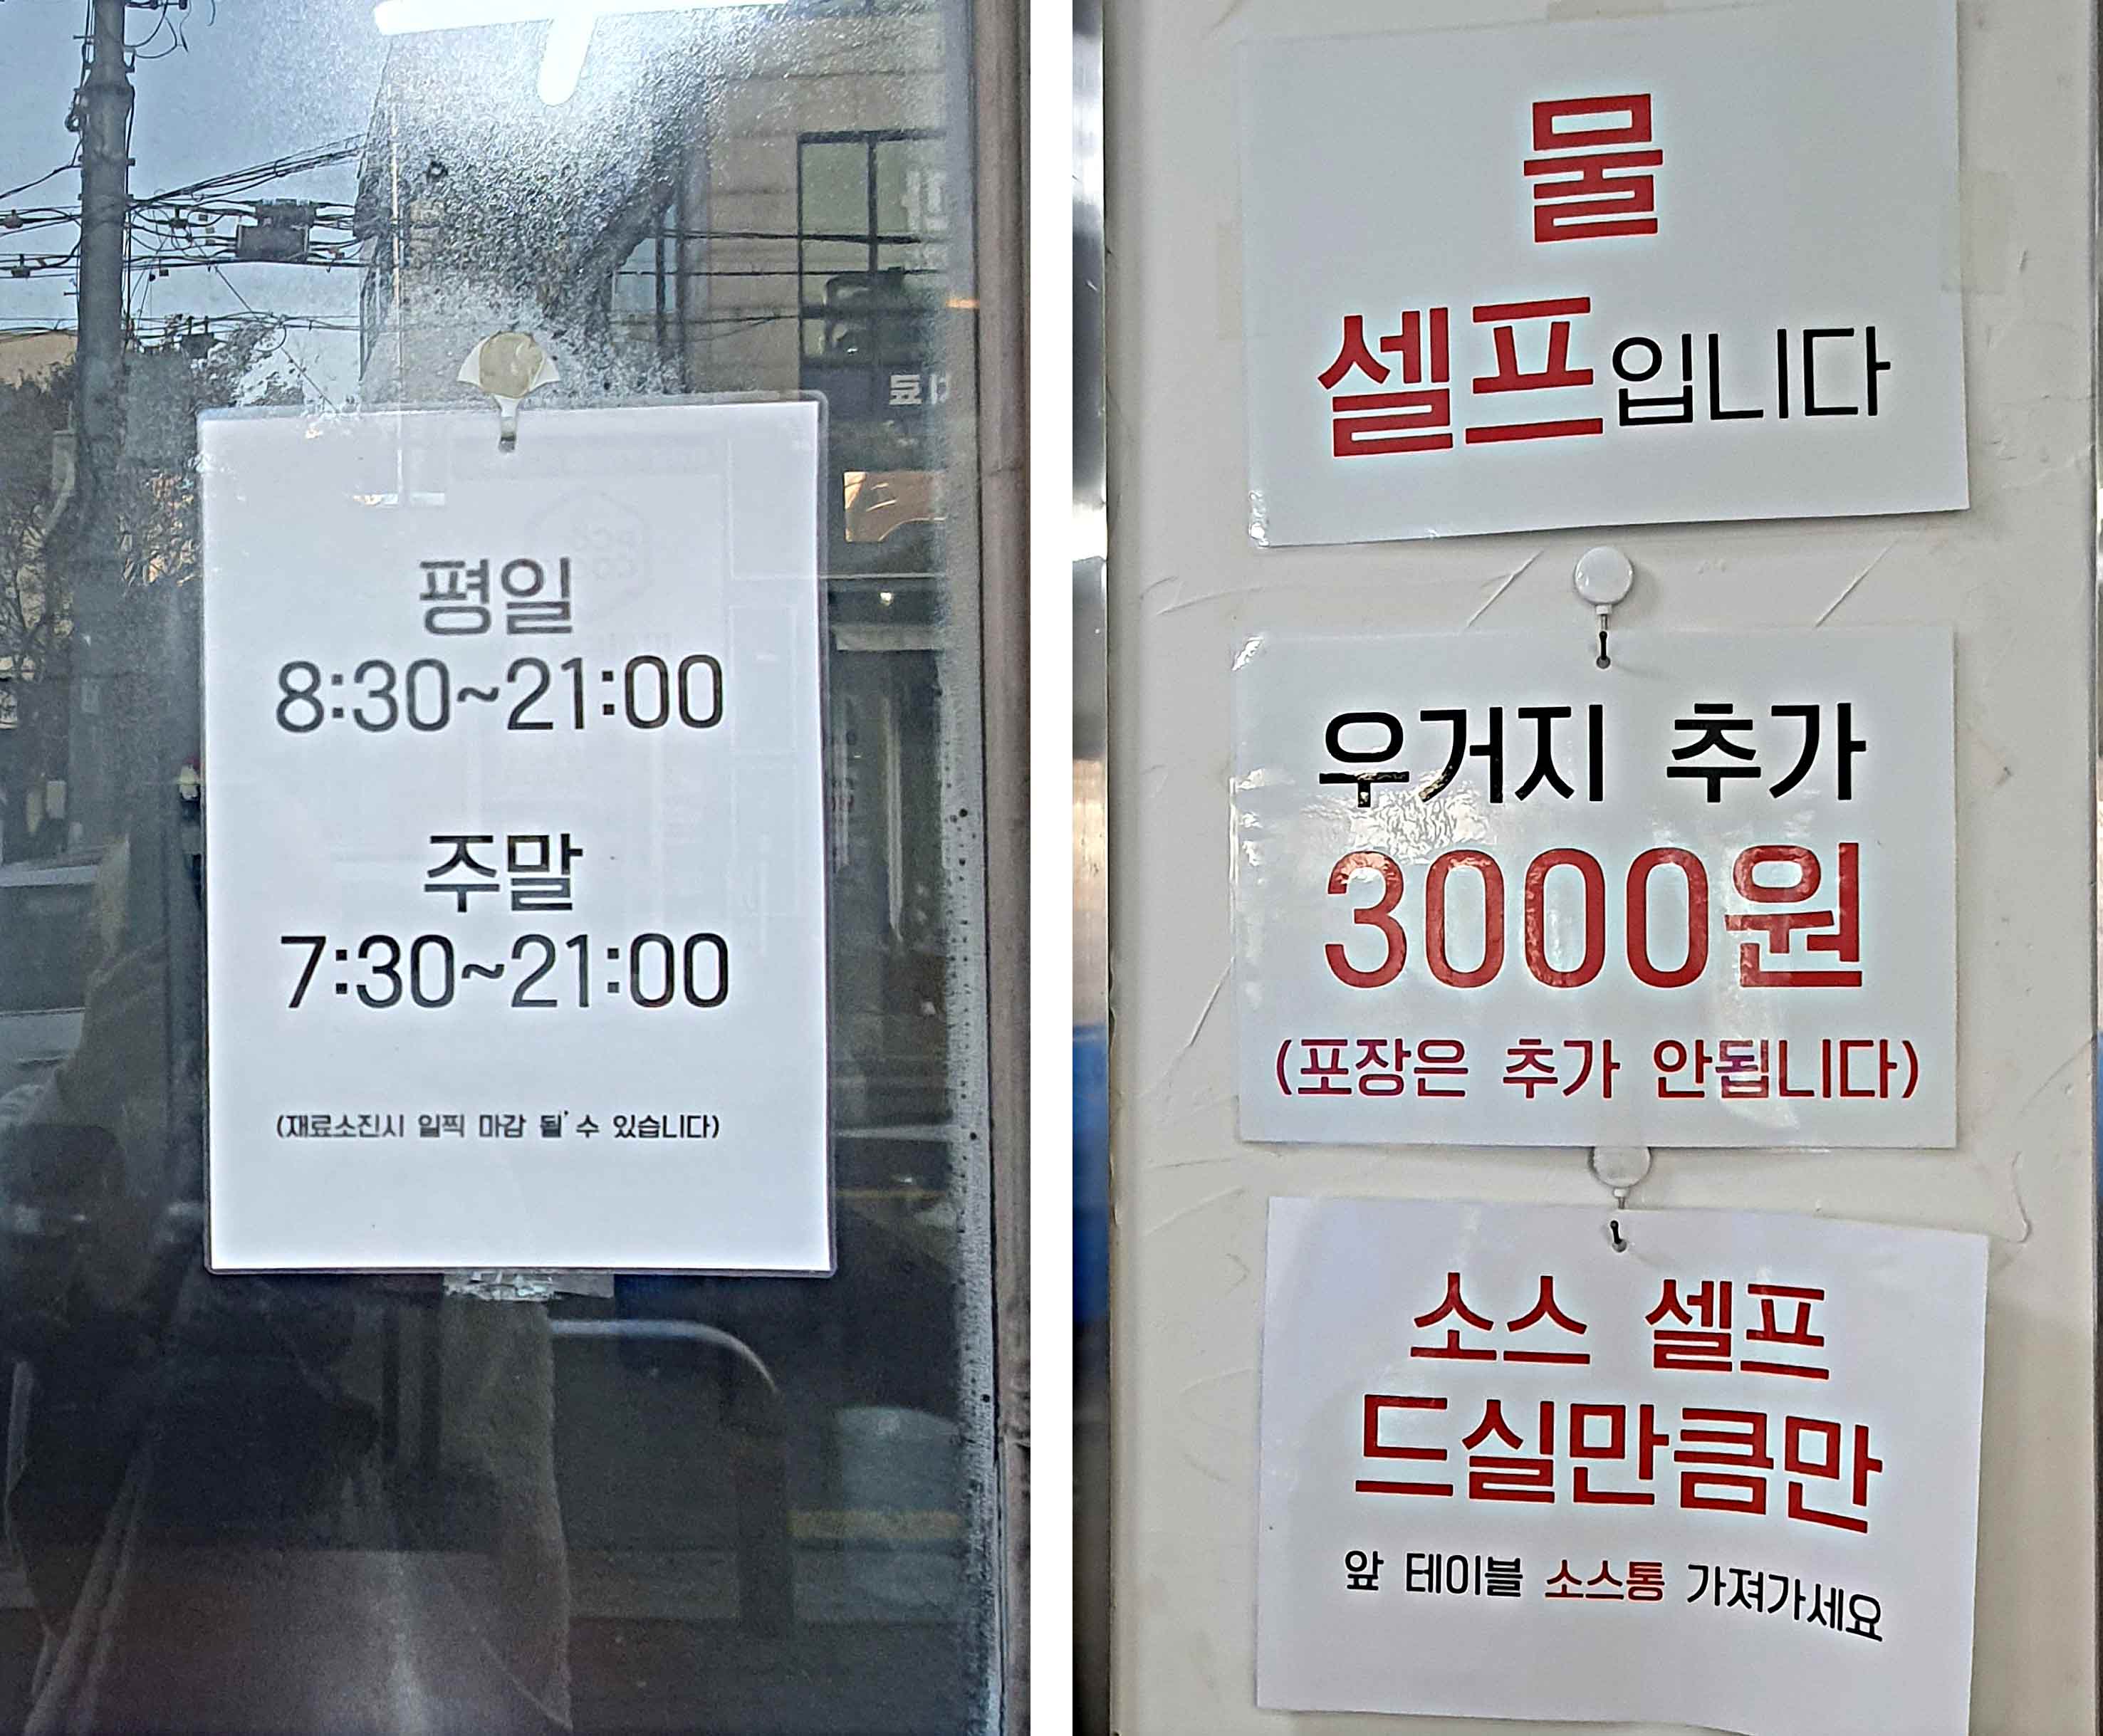 평일
8:30~21:00
주말
7:30~21:00
(재료소진시 일찍 마감 될 수 있습니다)
물
셀프입니다
우거지 추가
3000원
(포장은 추가 안됩니다)
소스 셀프
드실만큼만
앞 테이블 소스통 가져가세요